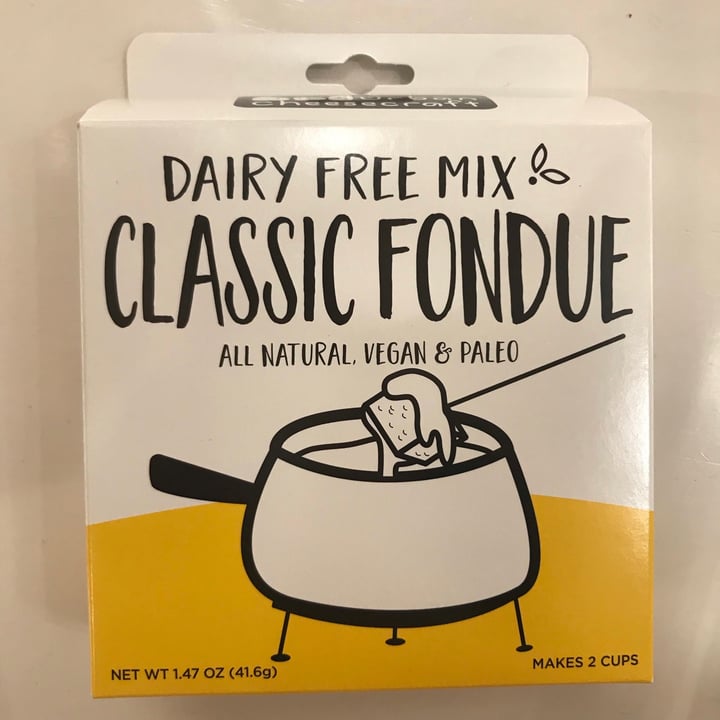 cheesecraft
DAIRY FREE MIX
CLASSIC FONDUE
ALL NATURAL, VEGAN & PALEO
NET WT 1.47 OZ (41.6g)
MAKES 2 CUPS